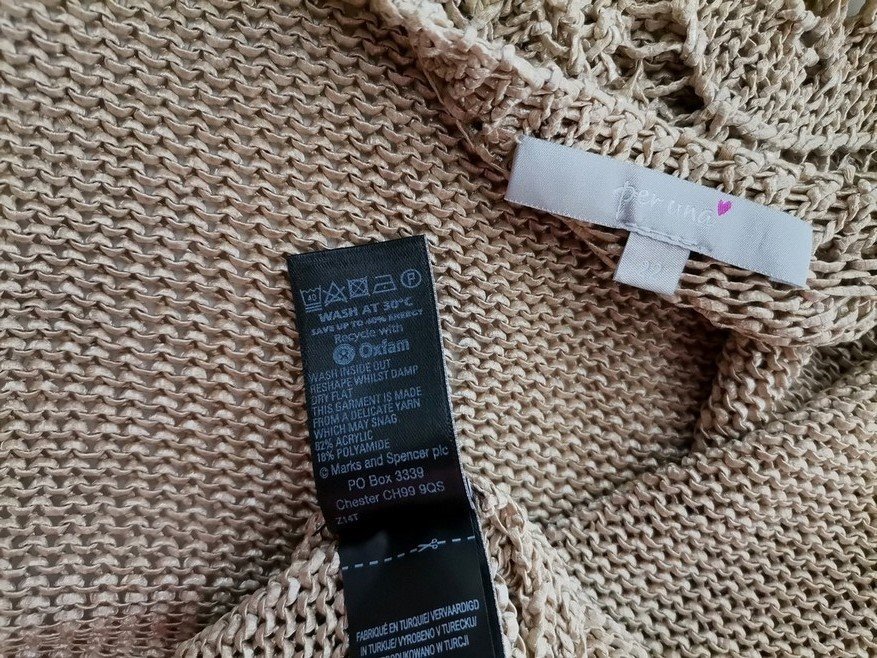 per una
22
40
P
WASH AT 30°C
SAVE UP TO 40% ENERGY
Recycle with
Oxfam
WASH INSIDE OUT
RESHAPE WHILST DAMP
DRY FLAT
THIS GARMENT IS MADE
FROM A DELICATE YARN
WHICH MAY SNAG
82% ACRYLIC
18% POLYAMIDE
© Marks and Spencer plc
PO Box 3339
Chester CH99 9QS
Z14T
FABRIQUÉ EN TURQUIE/ VERVAARDIGD
IN TURKIJE/ VYROBENO V TURECKU/
WYPRODUKOWANO W TURCJI